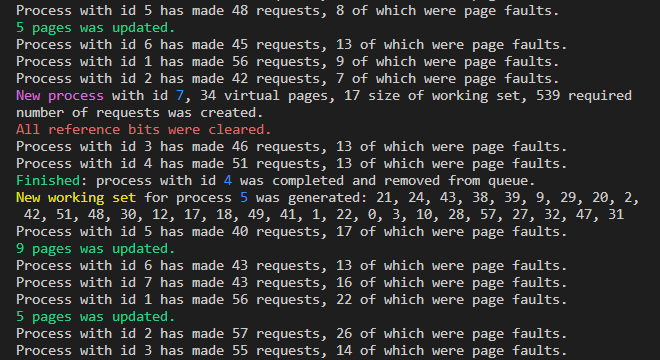 Process with id 5 has made 48 requests, 8 of which were page faults.
5 pages was updated.
Process with id 6 has made 45 requests, 13 of which were page faults.
Process with id 1 has made 56 requests, 9 of which were page faults.
Process with id 2 has made 42 requests, 7 of which were page faults.
New process with id 7, 34 virtual pages, 17 size of working set, 539 required
number of requests was created.
All reference bits were cleared.
Process with id 3 has made 46 requests, 13 of which were page faults.
Process with id 4 has made 51 requests, 13 of which were page faults.
Finished: process with id 4 was completed and removed from queue.
New working set for process 5 was generated: 21, 24, 43, 38, 39, 9, 29, 20, 2,
42, 51, 48, 30, 12, 17, 18, 49, 41, 1, 22, 0, 3, 10, 28, 57, 27, 32, 47, 31
Process with id 5 has made 40 requests, 17 of which were page faults.
9 pages was updated.
Process with id 6 has made 43 requests, 13 of which were page faults.
Process with id 7 has made 43 requests, 16 of which were page faults.
Process with id 1 has made 56 requests, 22 of which were page faults.
5 pages was updated.
Process with id 2 has made 57 requests, 26 of which were page faults.
Process with id 3 has made 55 requests, 14 of which were page faults.